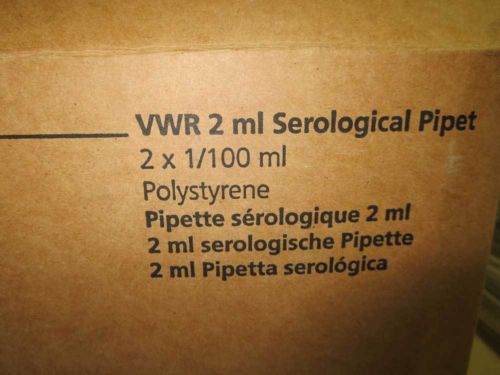 VWR 2 ml Serological Pipet
2 x 1/100 ml
Polystyrene
Pipette sérologique 2 ml
2 ml serologische Pipette
2 ml Pipetta serológica